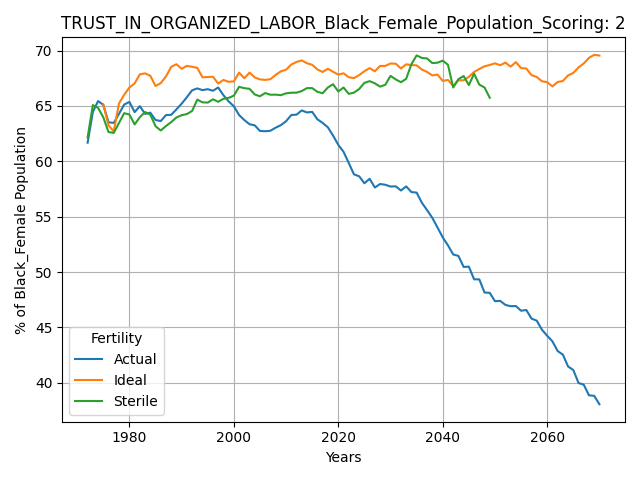 TRUST_IN_ORGANIZED_LABOR_Black_Female_Population_Scoring: 2
% of Black_Female Population
70
65
60
55
50
45
40
Fertility
Actual
Ideal
Sterile
1980
2000
2020
2040
2060
Years